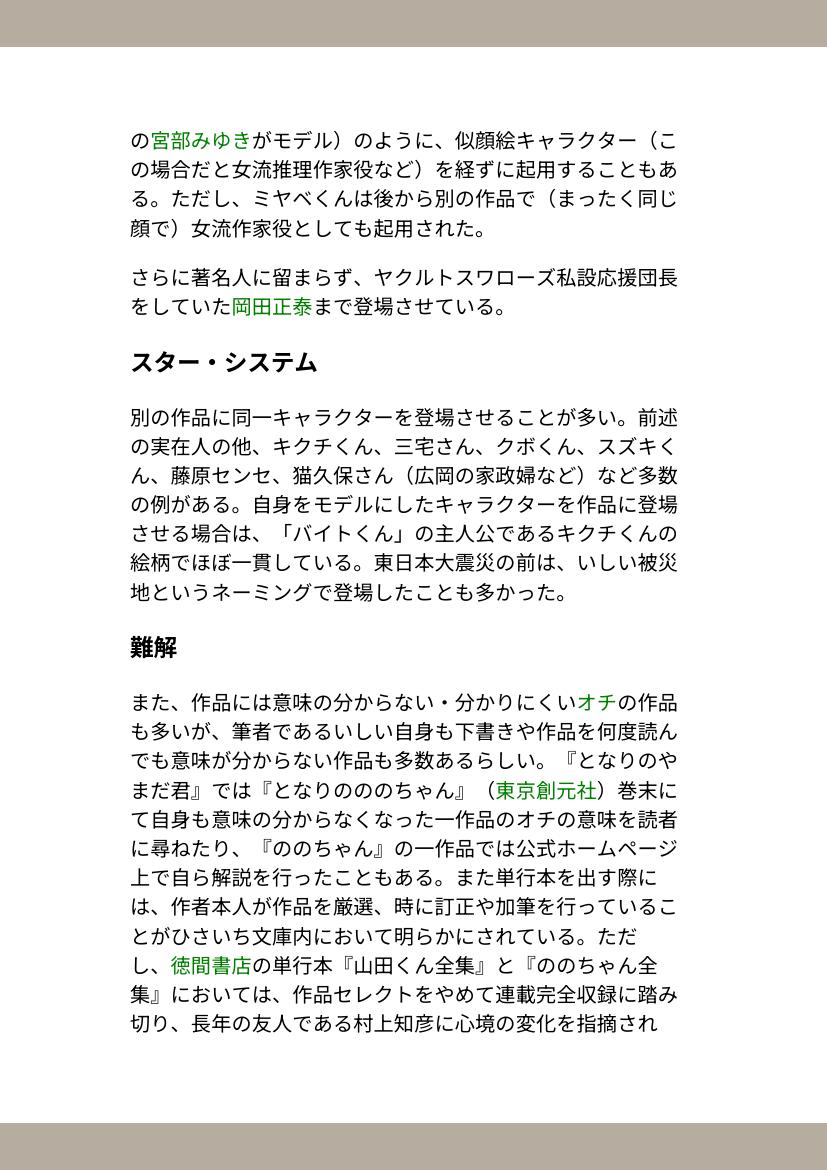 の宮部みゆきがモデル）のように、似顔絵キャラクター（こ
の場合だと女流推理作家役など）を経ずに起用することもあ
る。ただし、ミヤベくんは後から別の作品で（まったく同じ
顔で）女流作家役としても起用された。
さらに著名人に留まらず、ヤクルトスワローズ私設応援団長
をしていた岡田正泰まで登場させている。
スター・システム
別の作品に同一キャラクターを登場させることが多い。前述
の実在人の他、キクチくん、三宅さん、クボくん、スズキく
ん、藤原センセ、猫久保さん（広岡の家政婦など）など多数
の例がある。自身をモデルにしたキャラクターを作品に登場
させる場合は、「バイトくん」の主人公であるキクチくんの
絵柄でほぼ一貫している。東日本大震災の前は、いしい被災
地というネーミングで登場したことも多かった。
難解
また、作品には意味の分からない・分かりにくいオチの作品
も多いが、筆者であるいしい自身も下書きや作品を何度読ん
でも意味が分からない作品も多数あるらしい。『となりのや
まだ君』では『となりのののちゃん』（東京創元社）巻末に
て自身も意味の分からなくなった一作品のオチの意味を読者
に尋ねたり、『ののちゃん』の一作品では公式ホームページ
上で自ら解説を行ったこともある。また単行本を出す際に
は、作者本人が作品を厳選、時に訂正や加筆を行っているこ
とがひさいち文庫内において明らかにされている。ただ
し、徳間書店の単行本『山田くん全集』と『ののちゃん全
集』においては、作品セレクトをやめて連載完全収録に踏み
切り、長年の友人である村上知彦に心境の変化を指摘され